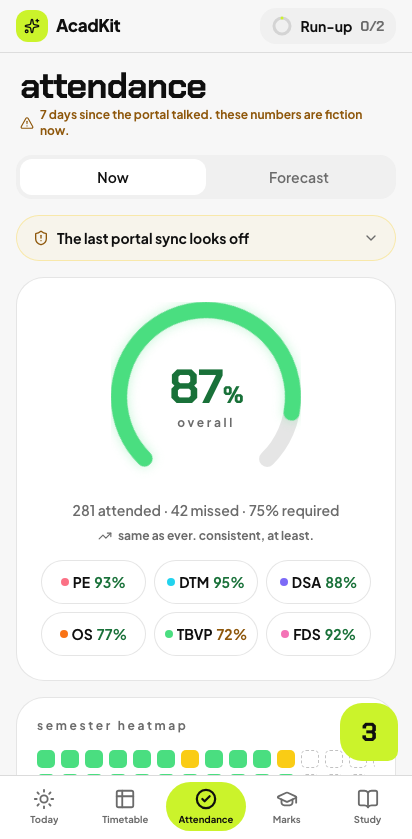 AcadKit
Run-up 0/2
attendance
7 days since the portal talked. these numbers are fiction
now.
Now
Forecast
The last portal sync looks off
87%
overall
281 attended · 42 missed · 75% required
same as ever. consistent, at least.
PE 93%
DTM 95%
DSA 88%
OS 77%
TBVP 72%
FDS 92%
semester heatmap
3
Today
Timetable
Attendance
Marks
Study